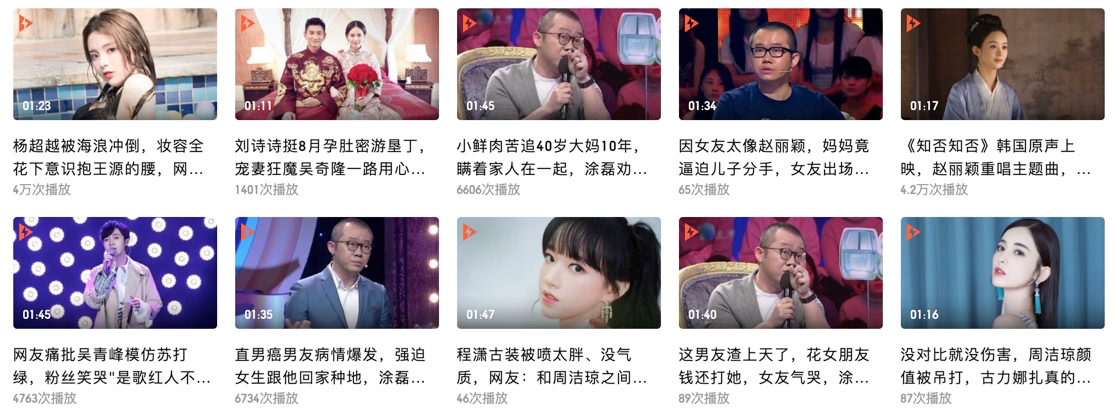 01:23
01:11
01:45
01:34
01:17
杨超越被海浪冲倒，妆容全
花下意识抱王源的腰，网...
4万次播放
刘诗诗挺8月孕肚密游垦丁，
宠妻狂魔吴奇隆一路用心...
1401次播放
小鲜肉苦追40岁大妈10年，
瞒着家人在一起，涂磊劝...
6606次播放
因女友太像赵丽颖，妈妈竟
逼迫儿子分手，女友出场...
65次播放
《知否知否》韩国原声上
映，赵丽颖重唱主题曲，...
4.2万次播放
01:45
01:35
01:47
01:40
01:16
网友痛批吴青峰模仿苏打
绿，粉丝笑哭"是歌红人不...
4763次播放
直男癌男友病情爆发，强迫
女生跟他回家种地，涂磊...
6734次播放
程潇古装被喷太胖、没气
质，网友：和周洁琼之间...
46次播放
这男友渣上天了，花女朋友
钱还打她，女友气哭，涂...
89次播放
没对比就没伤害，周洁琼颜
值被吊打，古力娜扎真的...
87次播放